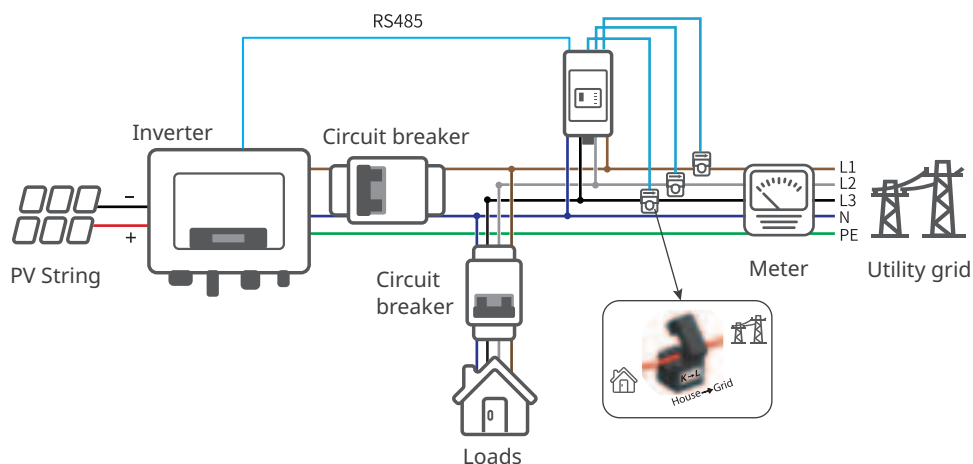 RS485
Inverter
Circuit breaker
L1
L2
L3
N
PE
–
+
PV String
Circuit
breaker
Meter
Utility grid
K→L
House→Grid
Loads